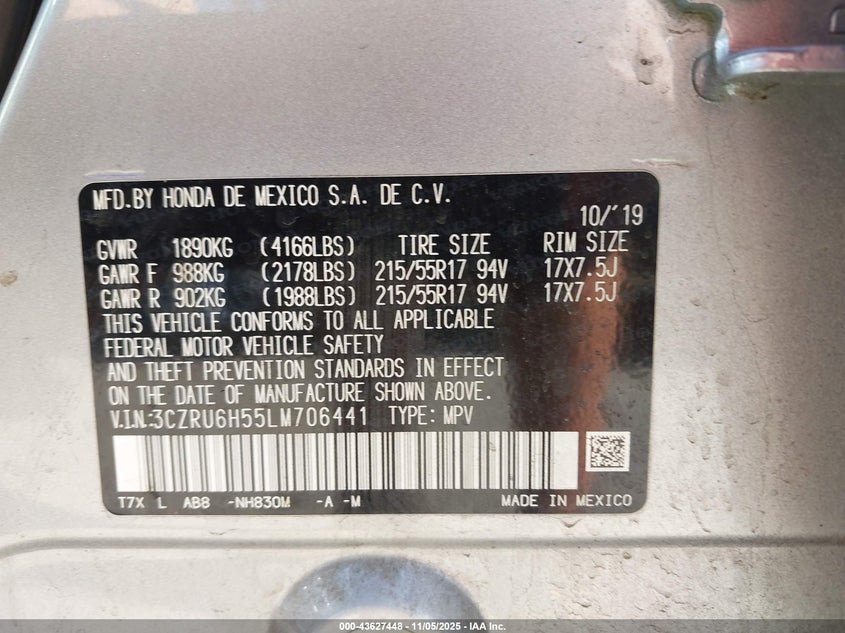 MFD.BY HONDA DE MEXICO S.A. DE C.V.
10/'19
GVWR 1890KG (4166LBS) TIRE SIZE RIM SIZE
GAWR F 988KG (2178LBS) 215/55R17 94V 17X7.5J
GAWR R 902KG (1988LBS) 215/55R17 94V 17X7.5J
THIS VEHICLE CONFORMS TO ALL APPLICABLE
FEDERAL MOTOR VEHICLE SAFETY
AND THEFT PREVENTION STANDARDS IN EFFECT
ON THE DATE OF MANUFACTURE SHOWN ABOVE.
V.I.N.:3CZRU6H55LM706441 TYPE: MPV
T7X L AB8 -NH830M -A -M MADE IN MEXICO
000-43627448 - 11/05/2025 - IAA Inc.